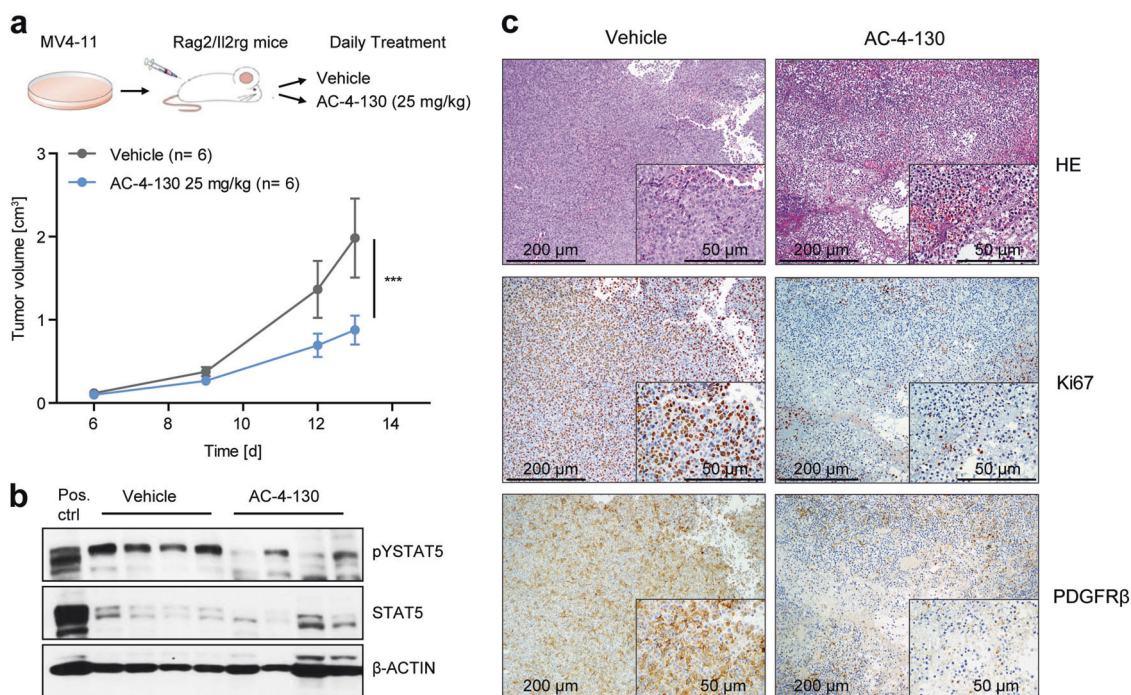 a
MV4-11
Rag2/Il2rg mice
Daily Treatment
Vehicle
AC-4-130 (25 mg/kg)
Vehicle (n= 6)
AC-4-130 25 mg/kg (n= 6)
Tumor volume [cm³]
3
2
1
0
***
6
8
10
12
14
Time [d]
b
Pos. ctrl
Vehicle
AC-4-130
pYSTAT5
STAT5
β-ACTIN
c
Vehicle
AC-4-130
200 µm
50 µm
200 µm
50 µm
HE
200 µm
50 µm
200 µm
50 µm
Ki67
200 µm
50 µm
200 µm
50 µm
PDGFRβ